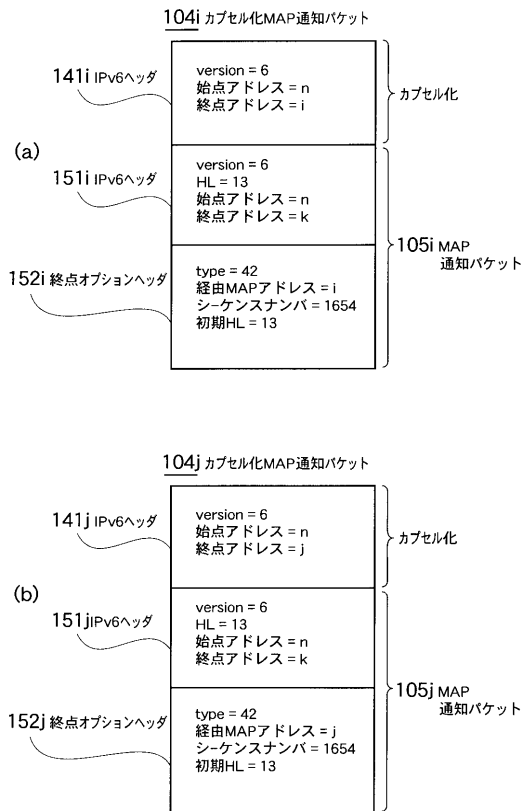 104i カプセル化MAP通知パケット
141i IPv6ヘッダ
version = 6
始点アドレス = n
終点アドレス = i
カプセル化
(a)
151i IPv6ヘッダ
version = 6
HL = 13
始点アドレス = n
終点アドレス = k
105i MAP
通知パケット
152i 終点オプションヘッダ
type = 42
経由MAPアドレス = i
シーケンスナンバ = 1654
初期HL = 13
104j カプセル化MAP通知パケット
141j IPv6ヘッダ
version = 6
始点アドレス = n
終点アドレス = j
カプセル化
(b)
151jIPv6ヘッダ
version = 6
HL = 13
始点アドレス = n
終点アドレス = k
105j MAP
通知パケット
152j 終点オプションヘッダ
type = 42
経由MAPアドレス = j
シーケンスナンバ = 1654
初期HL = 13